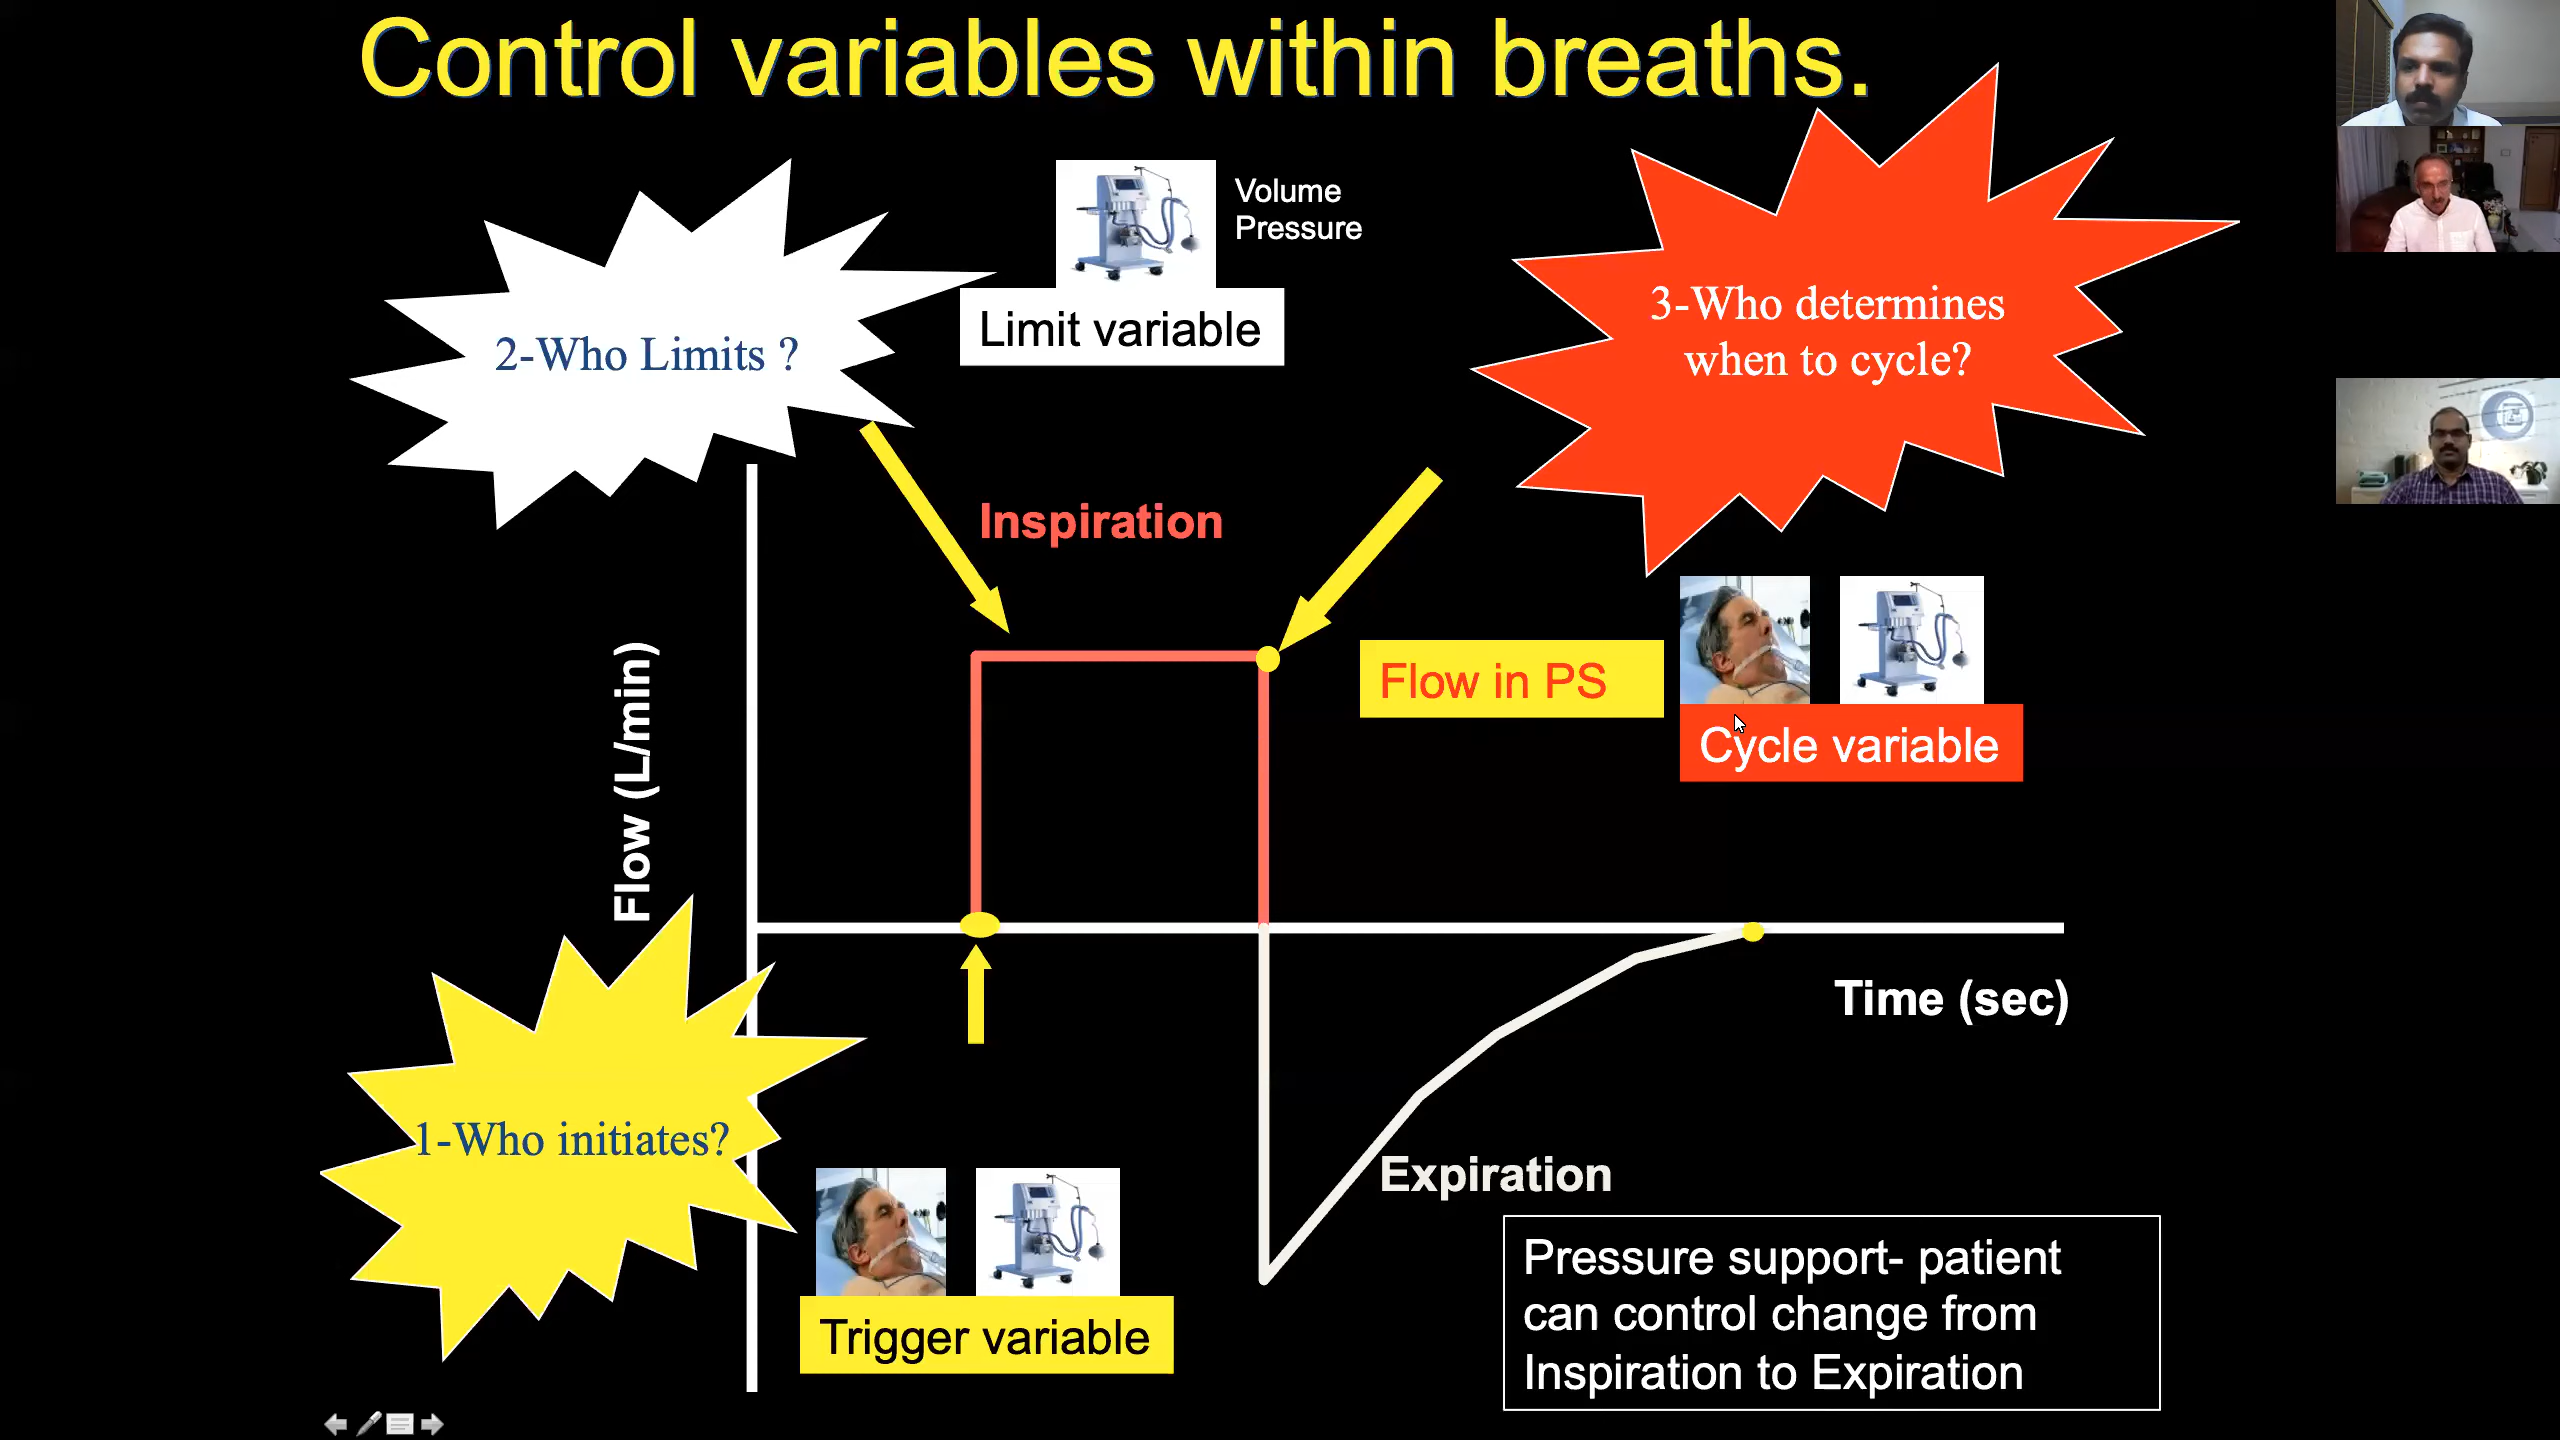 Control variables within breaths.
Volume
Pressure
Limit variable
2-Who Limits ?
3-Who determines
when to cycle?
Inspiration
Flow in PS
Cycle variable
Flow (L/min)
Time (sec)
1-Who initiates?
Expiration
Trigger variable
Pressure support- patient
can control change from
Inspiration to Expiration